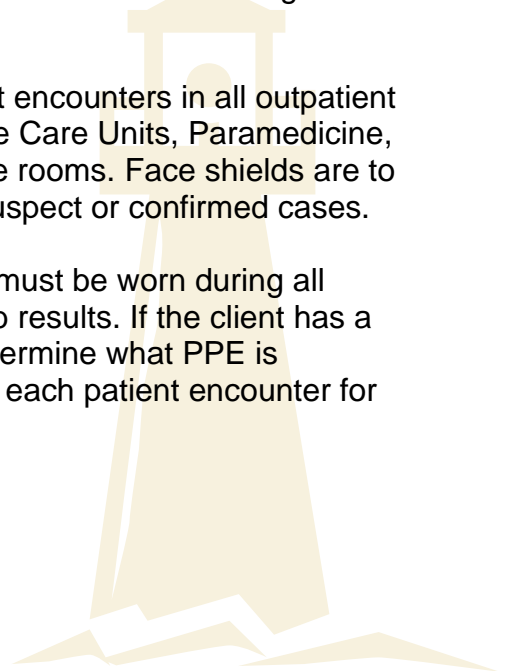 t encounters in all outpatient
e Care Units, Paramedicine,
e rooms. Face shields are to
uspect or confirmed cases.
must be worn during all
o results. If the client has a
ermine what PPE is
each patient encounter for